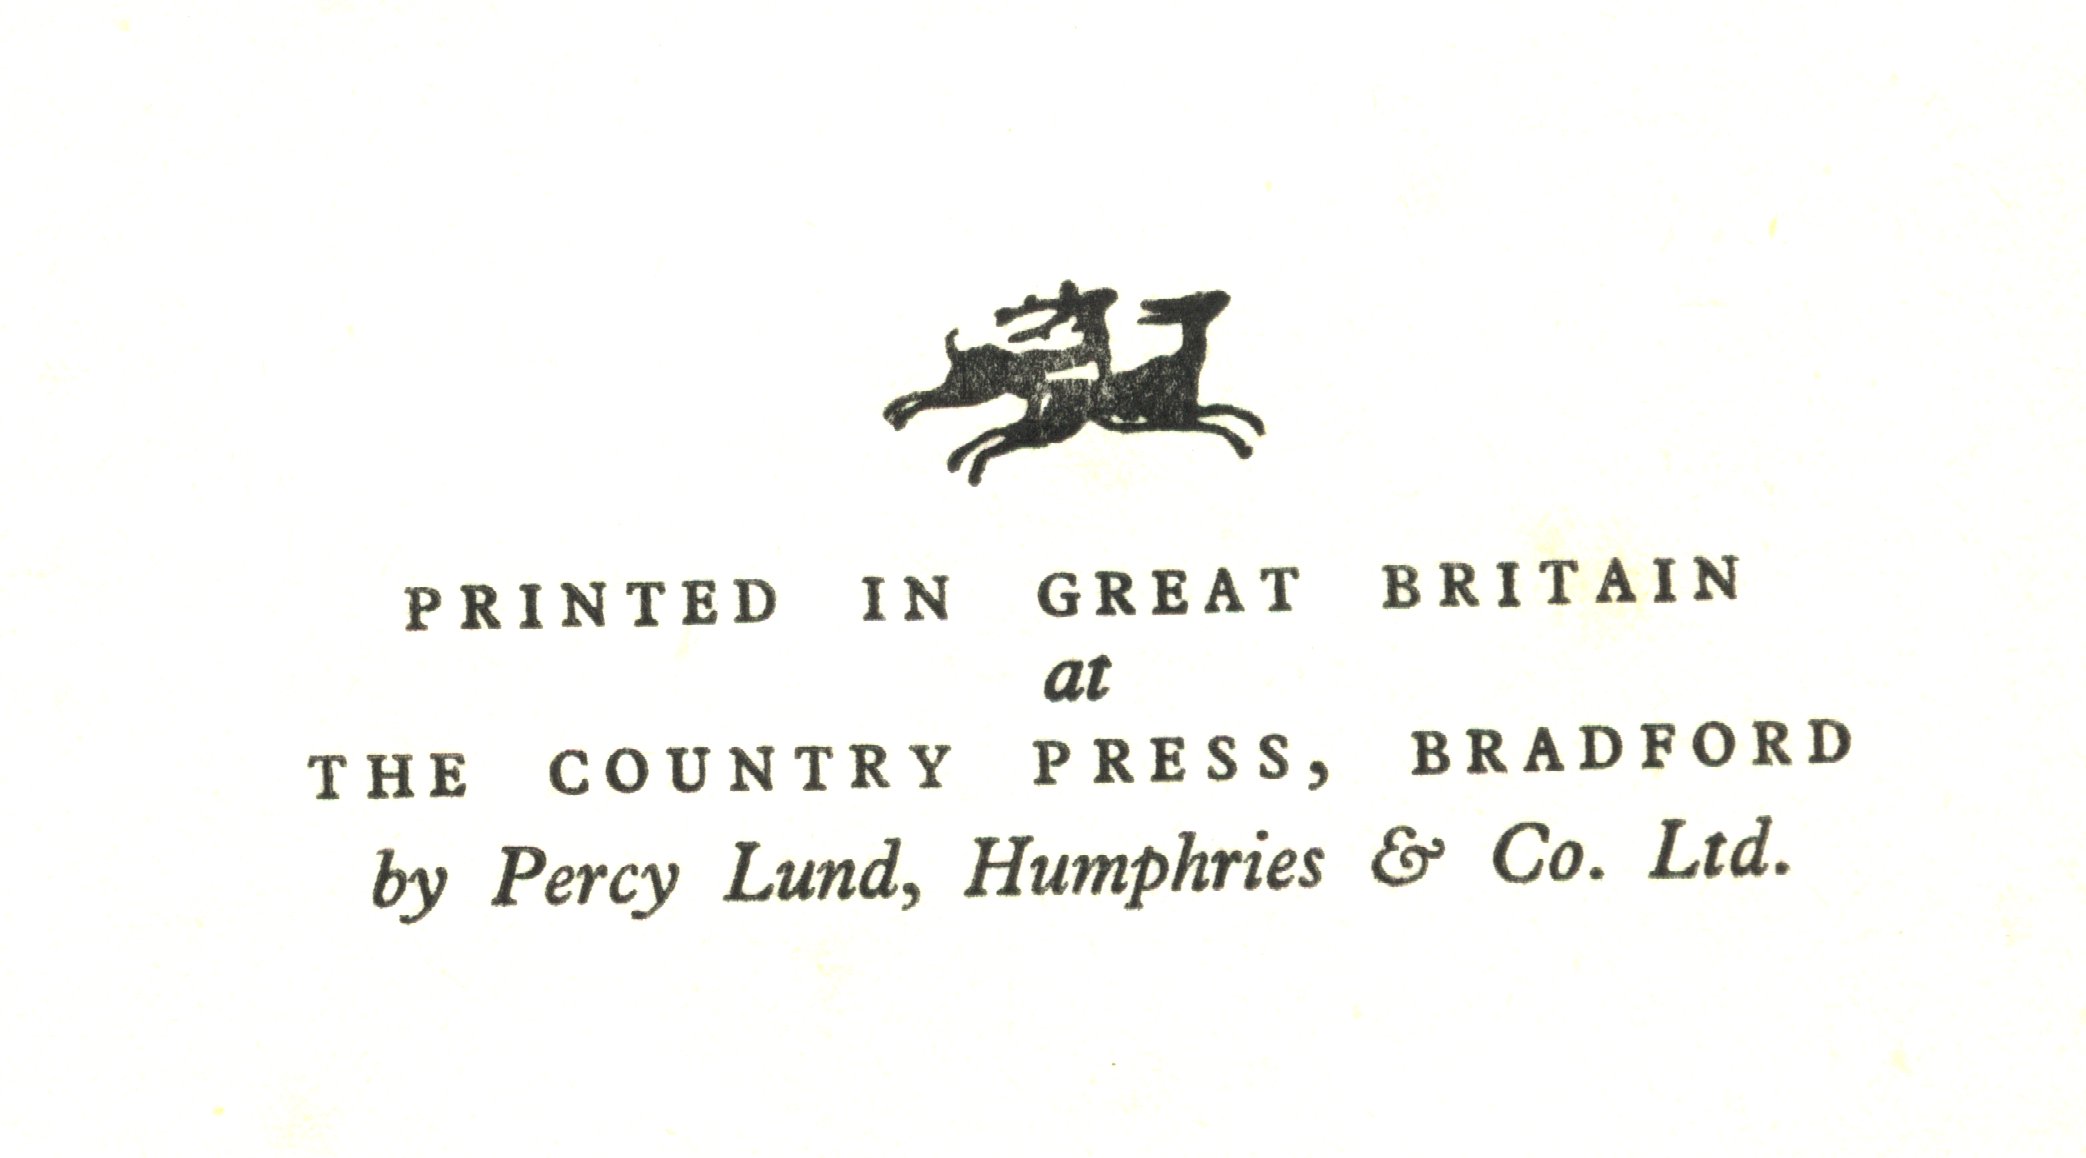 PRINTED IN GREAT BRITAIN
at
THE COUNTRY PRESS, BRADFORD
by Percy Lund, Humphries & Co. Ltd.